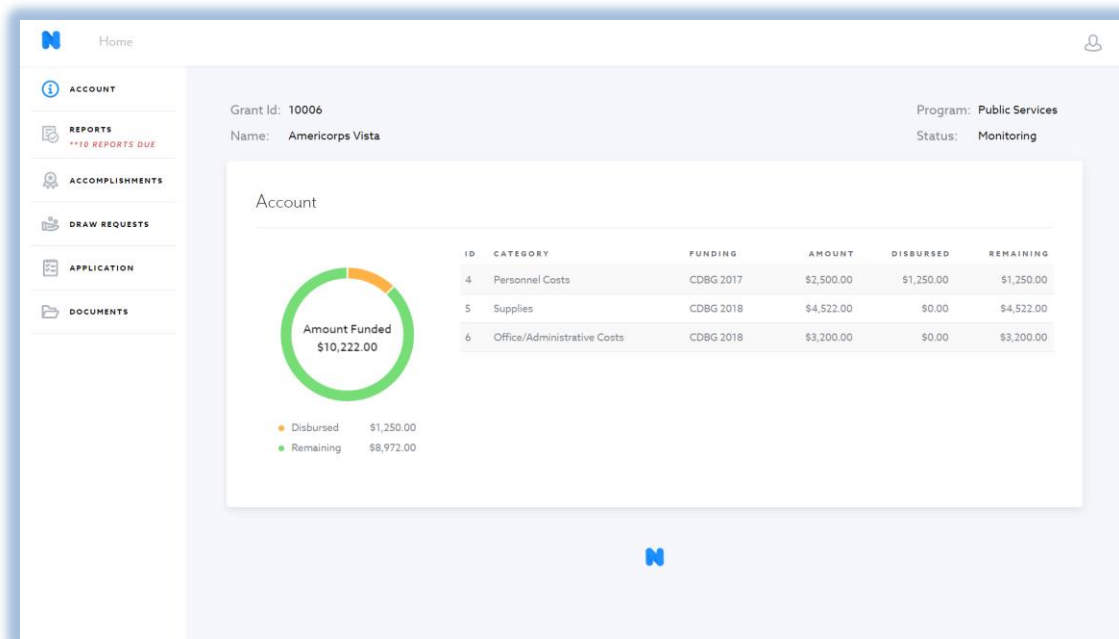 Home
ACCOUNT
REPORTS
**10 REPORTS DUE
ACCOMPLISHMENTS
DRAW REQUESTS
APPLICATION
DOCUMENTS
Grant Id: 10006
Name: Americorps Vista
Program: Public Services
Status: Monitoring
Account
Amount Funded
$10,222.00
Disbursed $1,250.00
Remaining $8,972.00
ID CATEGORY FUNDING AMOUNT DISBURSED REMAINING
4 Personnel Costs CDBG 2017 $2,500.00 $1,250.00 $1,250.00
5 Supplies CDBG 2018 $4,522.00 $0.00 $4,522.00
6 Office/Administrative Costs CDBG 2018 $3,200.00 $0.00 $3,200.00